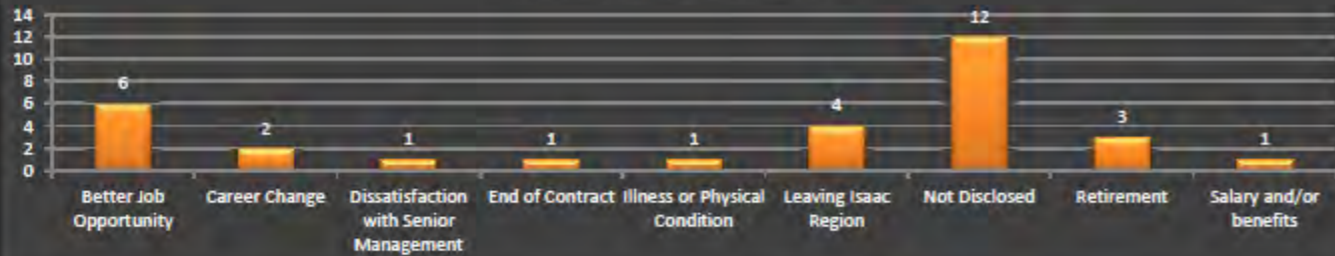 14
12
10
8
6
4
2
0
6
2
1
1
1
4
12
3
1
Better Job
Opportunity
Career Change
Dissatisfaction
with Senior
Management
End of Contract
Illness or Physical
Condition
Leaving Isaac
Region
Not Disclosed
Retirement
Salary and/or
benefits